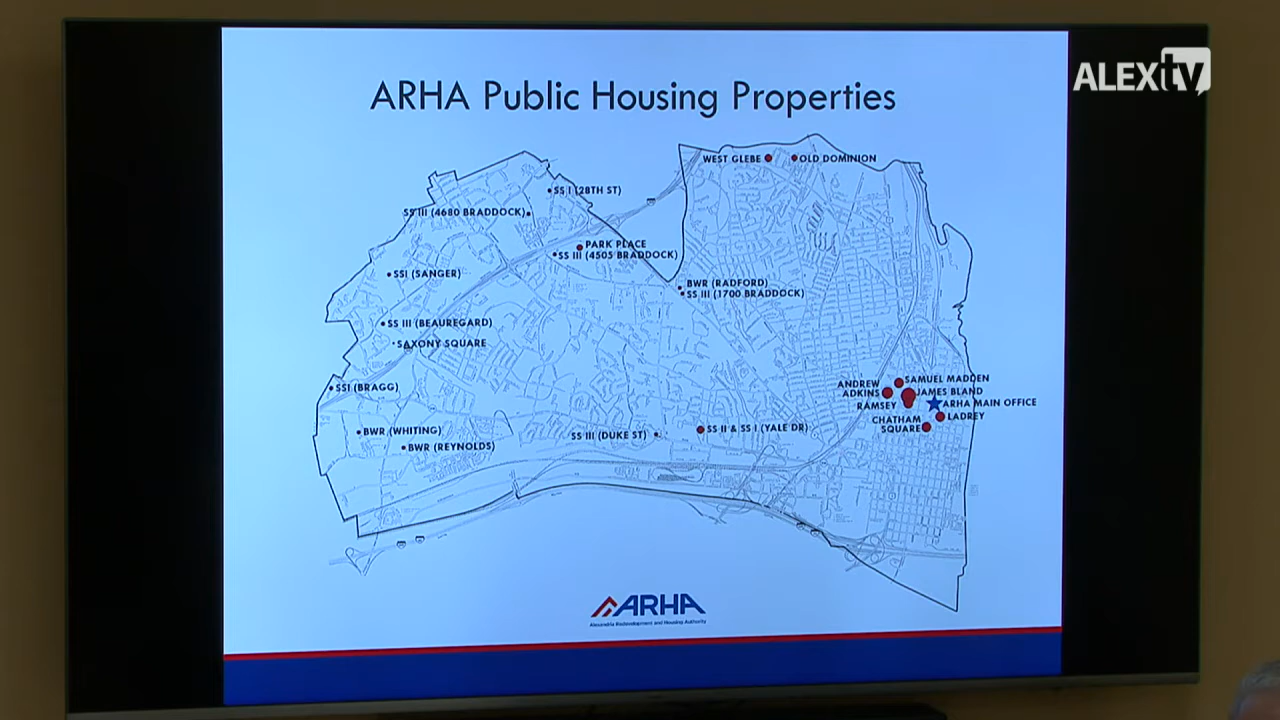 ALEXtv
ARHA Public Housing Properties
WEST GLEBE
OLD DOMINION
SS I (28TH ST)
SS III (4680 BRADDOCK)
PARK PLACE
SS III (4505 BRADDOCK)
SSI (SANGER)
BWR (RADFORD)
SS III (1700 BRADDOCK)
SS III (BEAUREGARD)
SAXONY SQUARE
SSI (BRAGG)
SAMUEL MADDEN
ANDREW
ADKINS
JAMES BLAND
RAMSEY
ARHA MAIN OFFICE
LADREY
CHATHAM
SQUARE
BWR (WHITING)
SS III (DUKE ST)
SS II & SS I (YALE DR)
BWR (REYNOLDS)
ARHA
Alexandria Redevelopment and Housing Authority